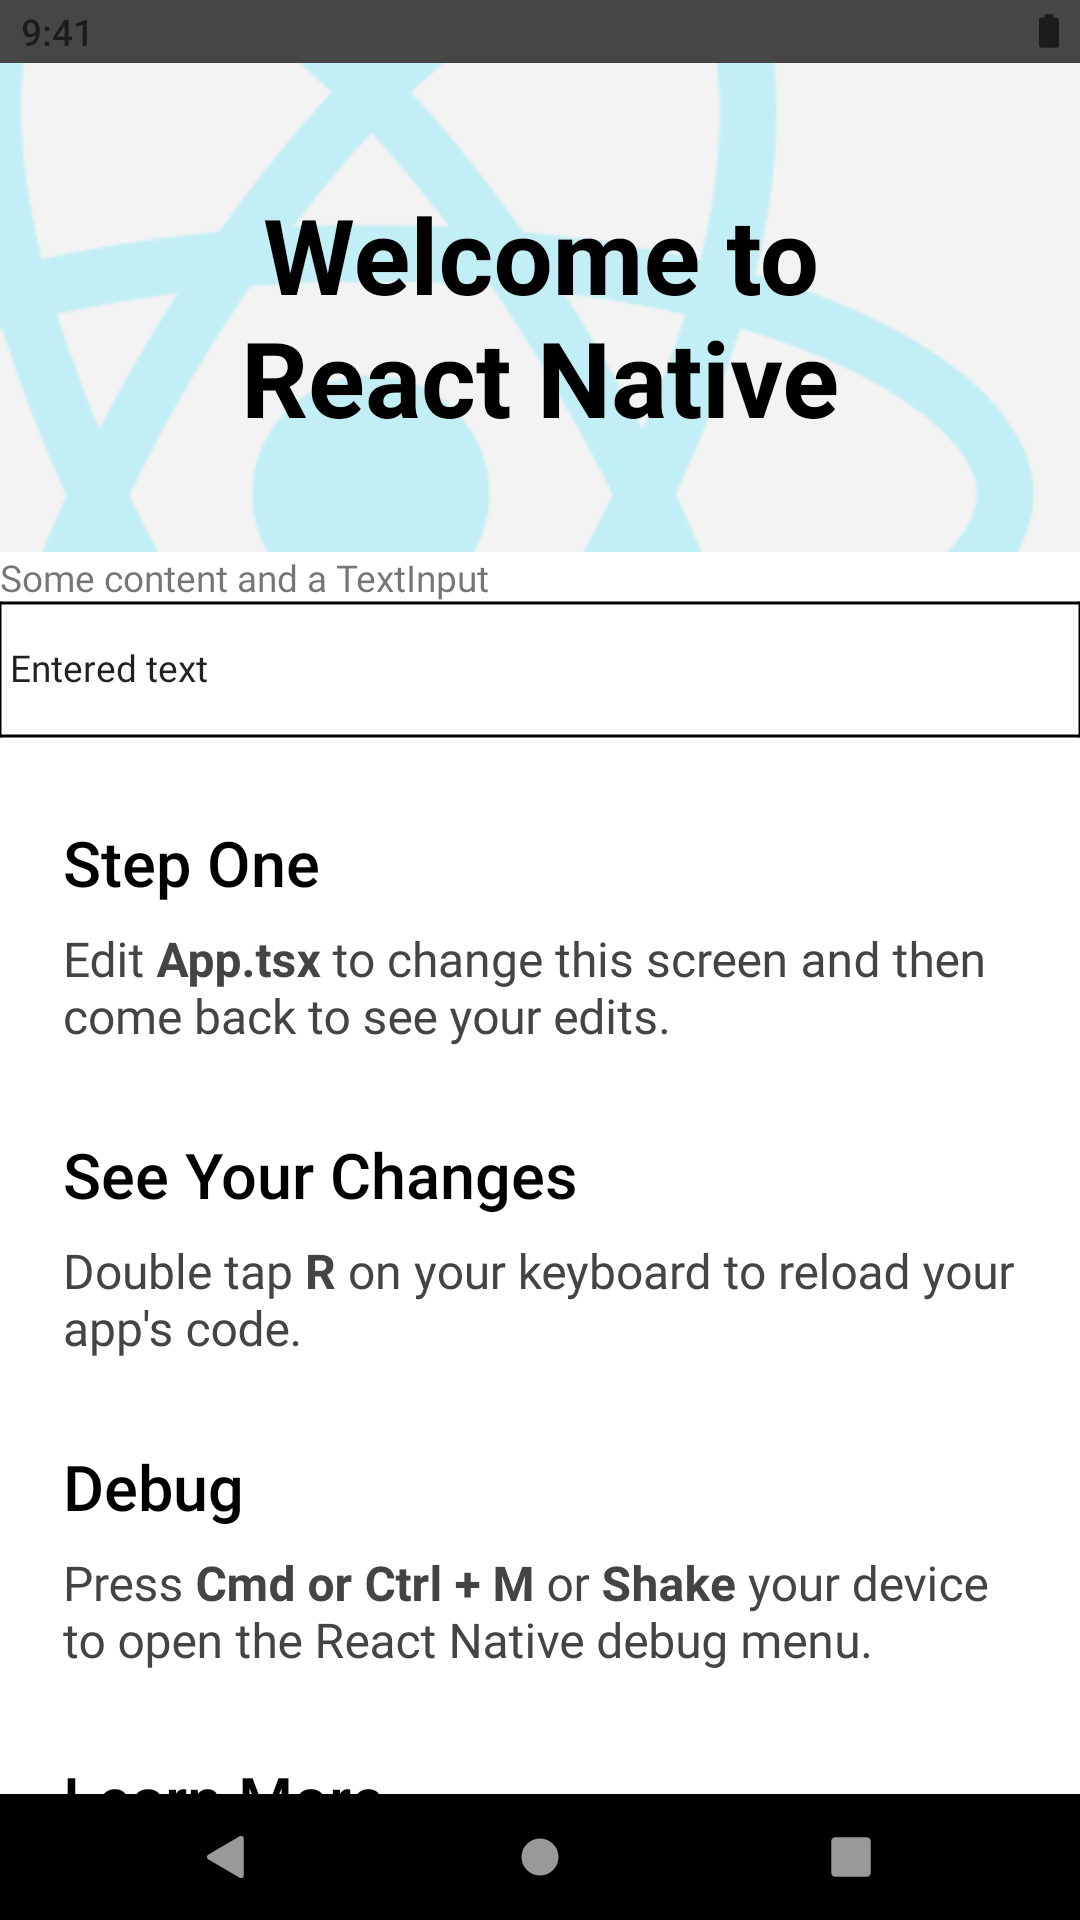 9:41
Welcome to
React Native
Some content and a TextInput
Entered text
Step One
Edit App.tsx to change this screen and then
come back to see your edits.
See Your Changes
Double tap R on your keyboard to reload your
app's code.
Debug
Press Cmd or Ctrl + M or Shake your device
to open the React Native debug menu.
Learn More